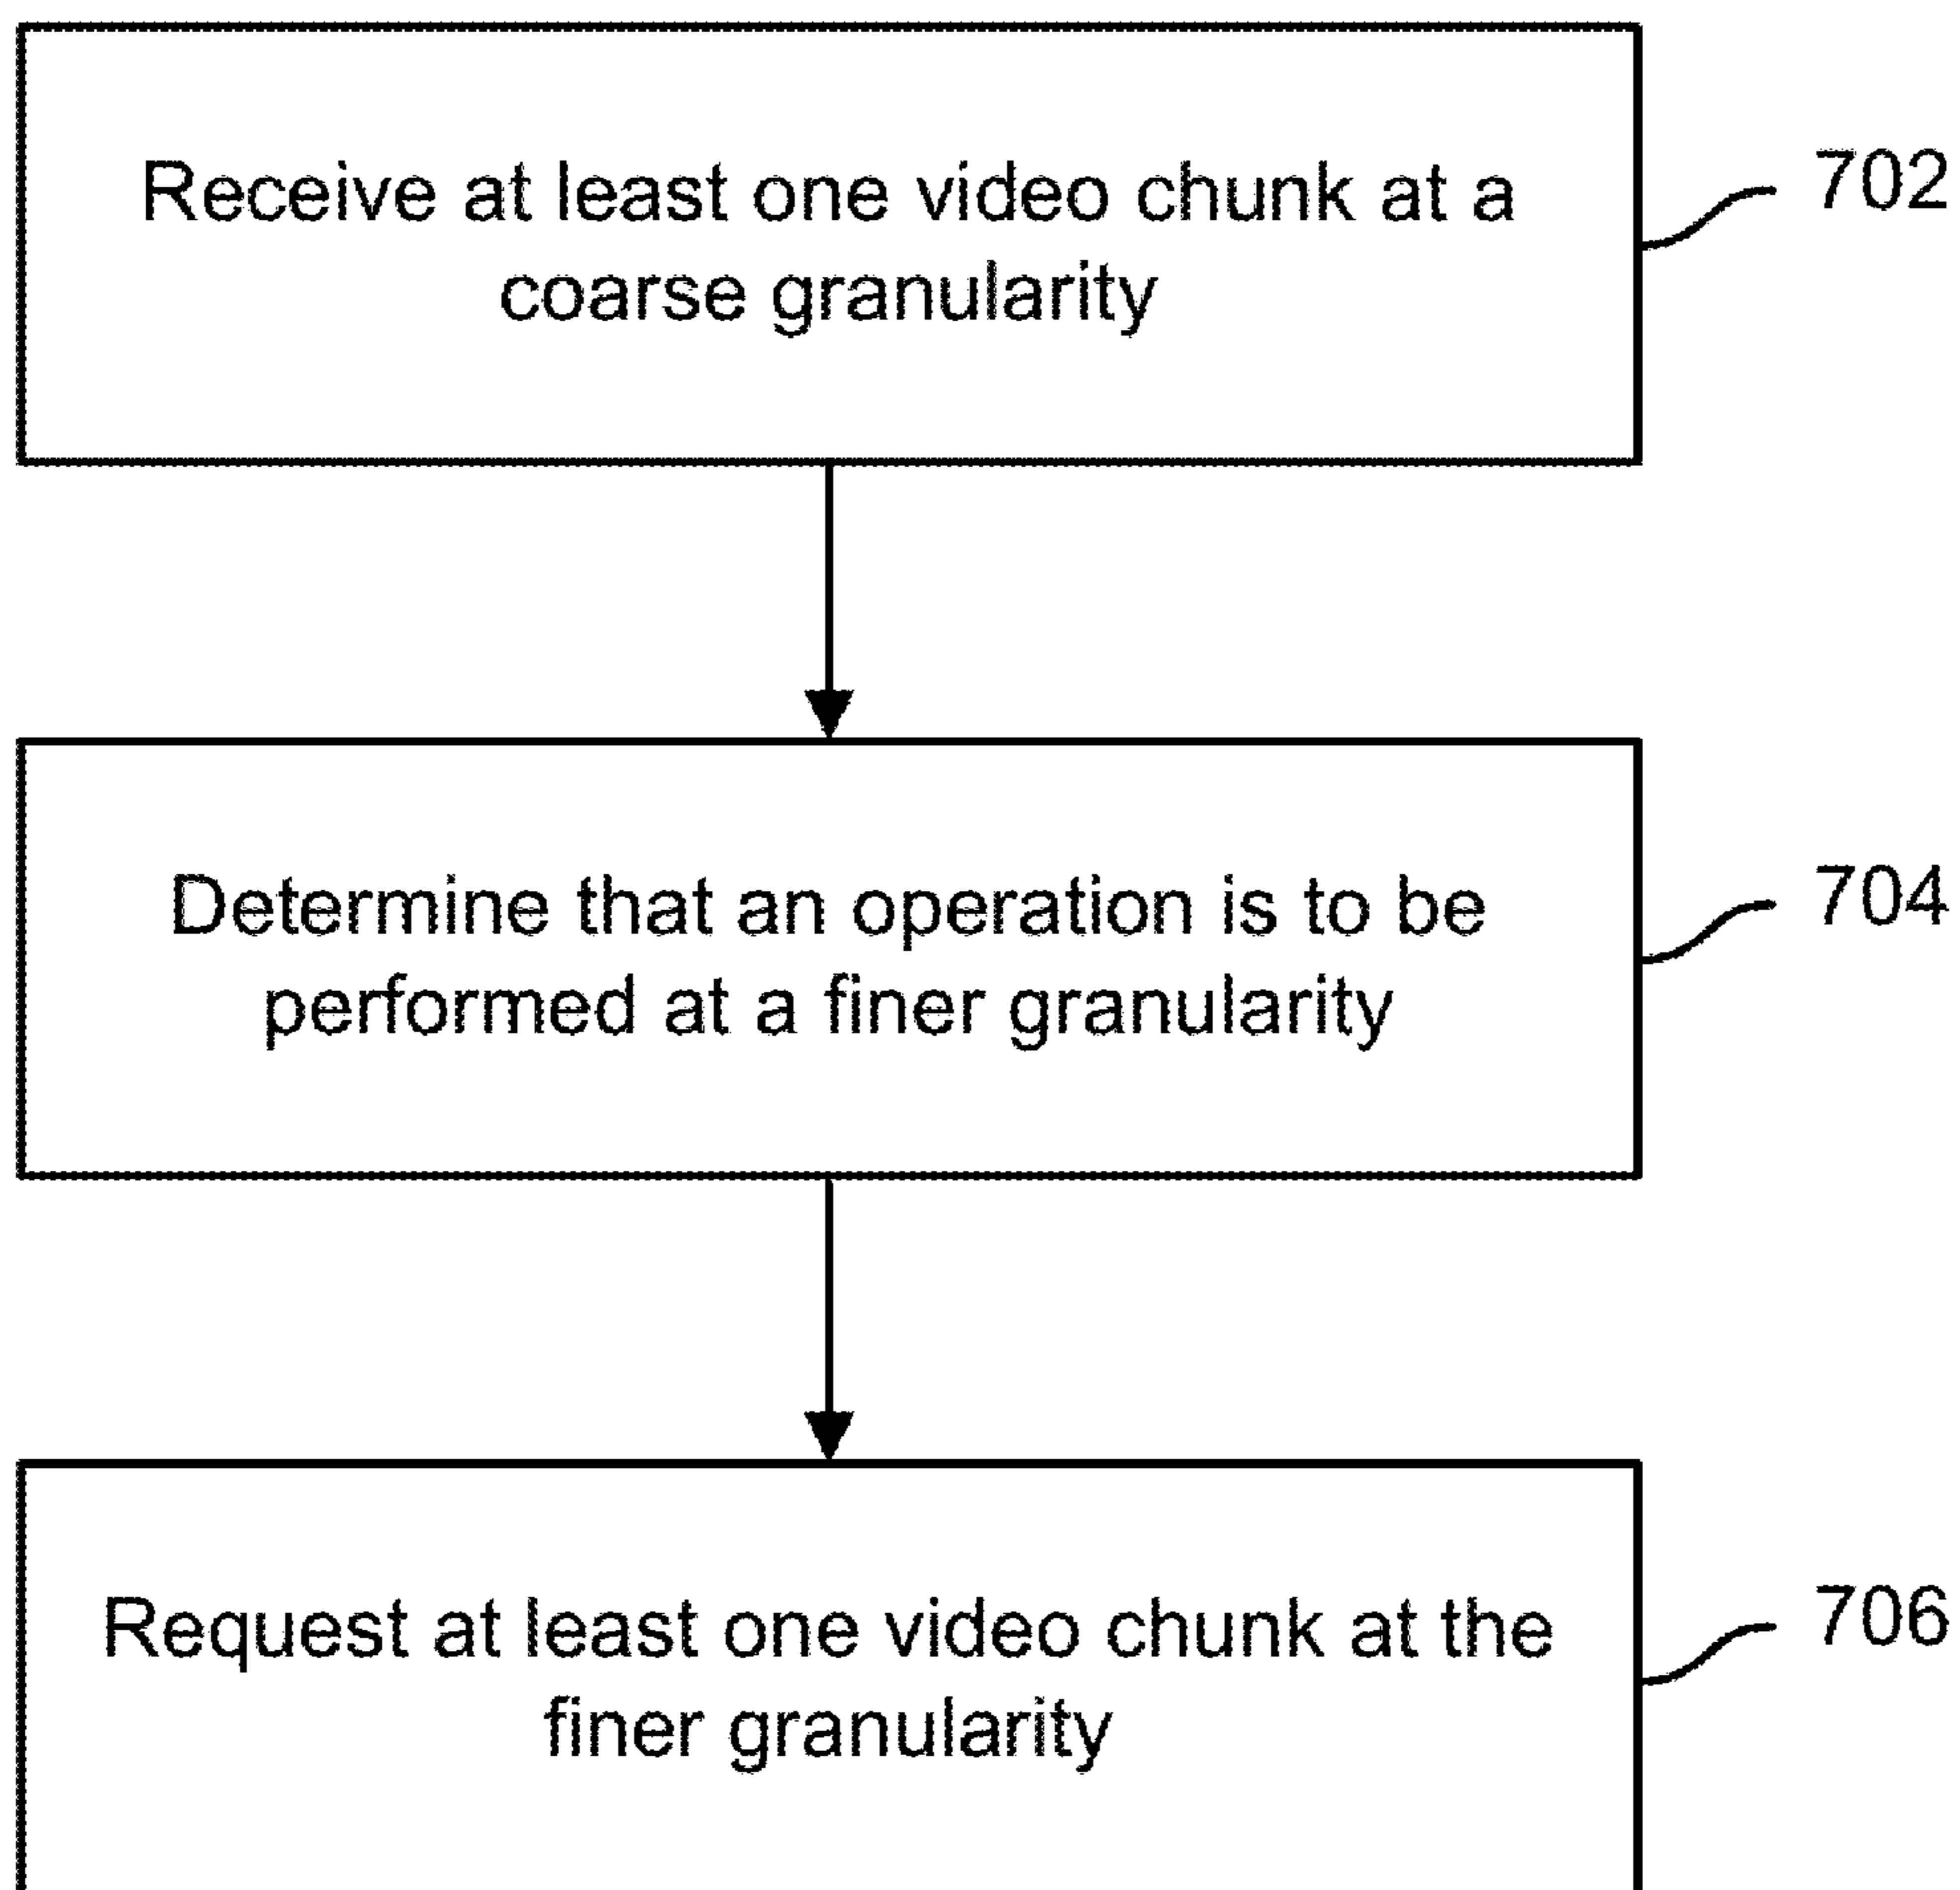 Receive at least one video chunk at a
coarse granularity
702
Determine that an operation is to be
performed at a finer granularity
704
Request at least one video chunk at the
finer granularity
706